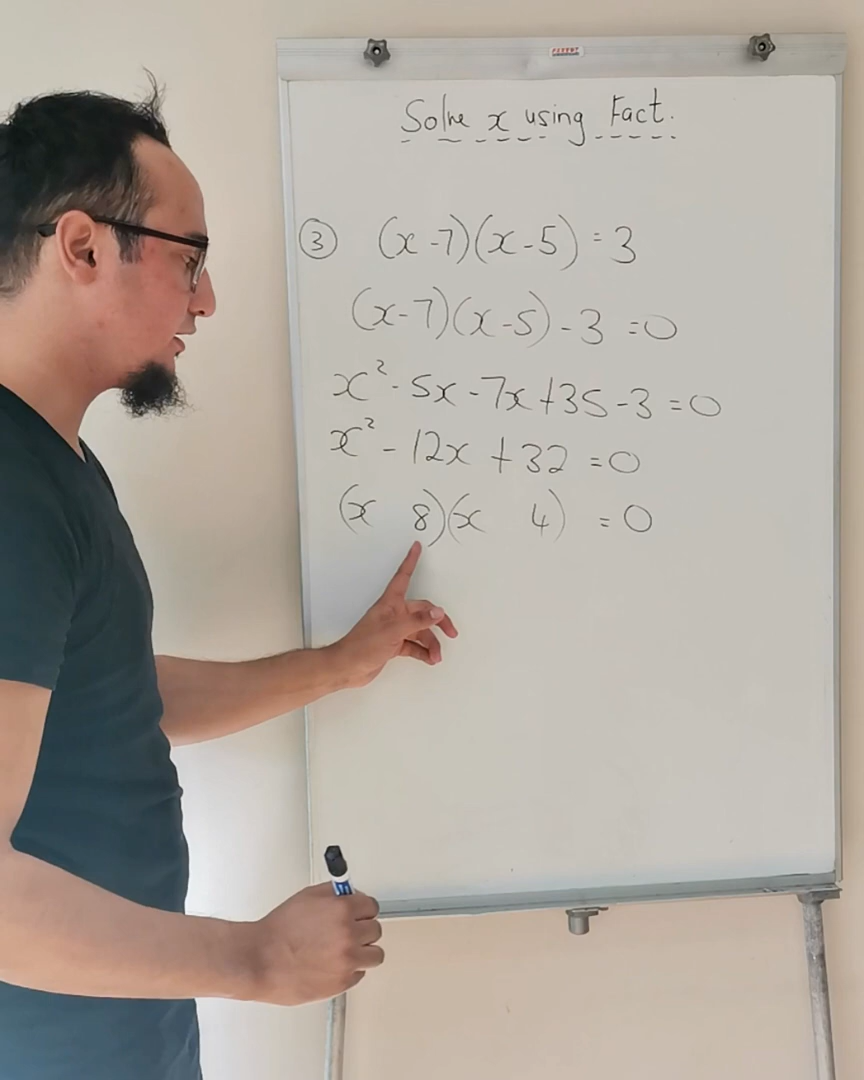 Solve x using Fact.
③ (x-7)(x-5) = 3
(x-7)(x-5) - 3 = 0
x² - 5x - 7x + 35 - 3 = 0
x² - 12x + 32 = 0
(x 8)(x 4) = 0